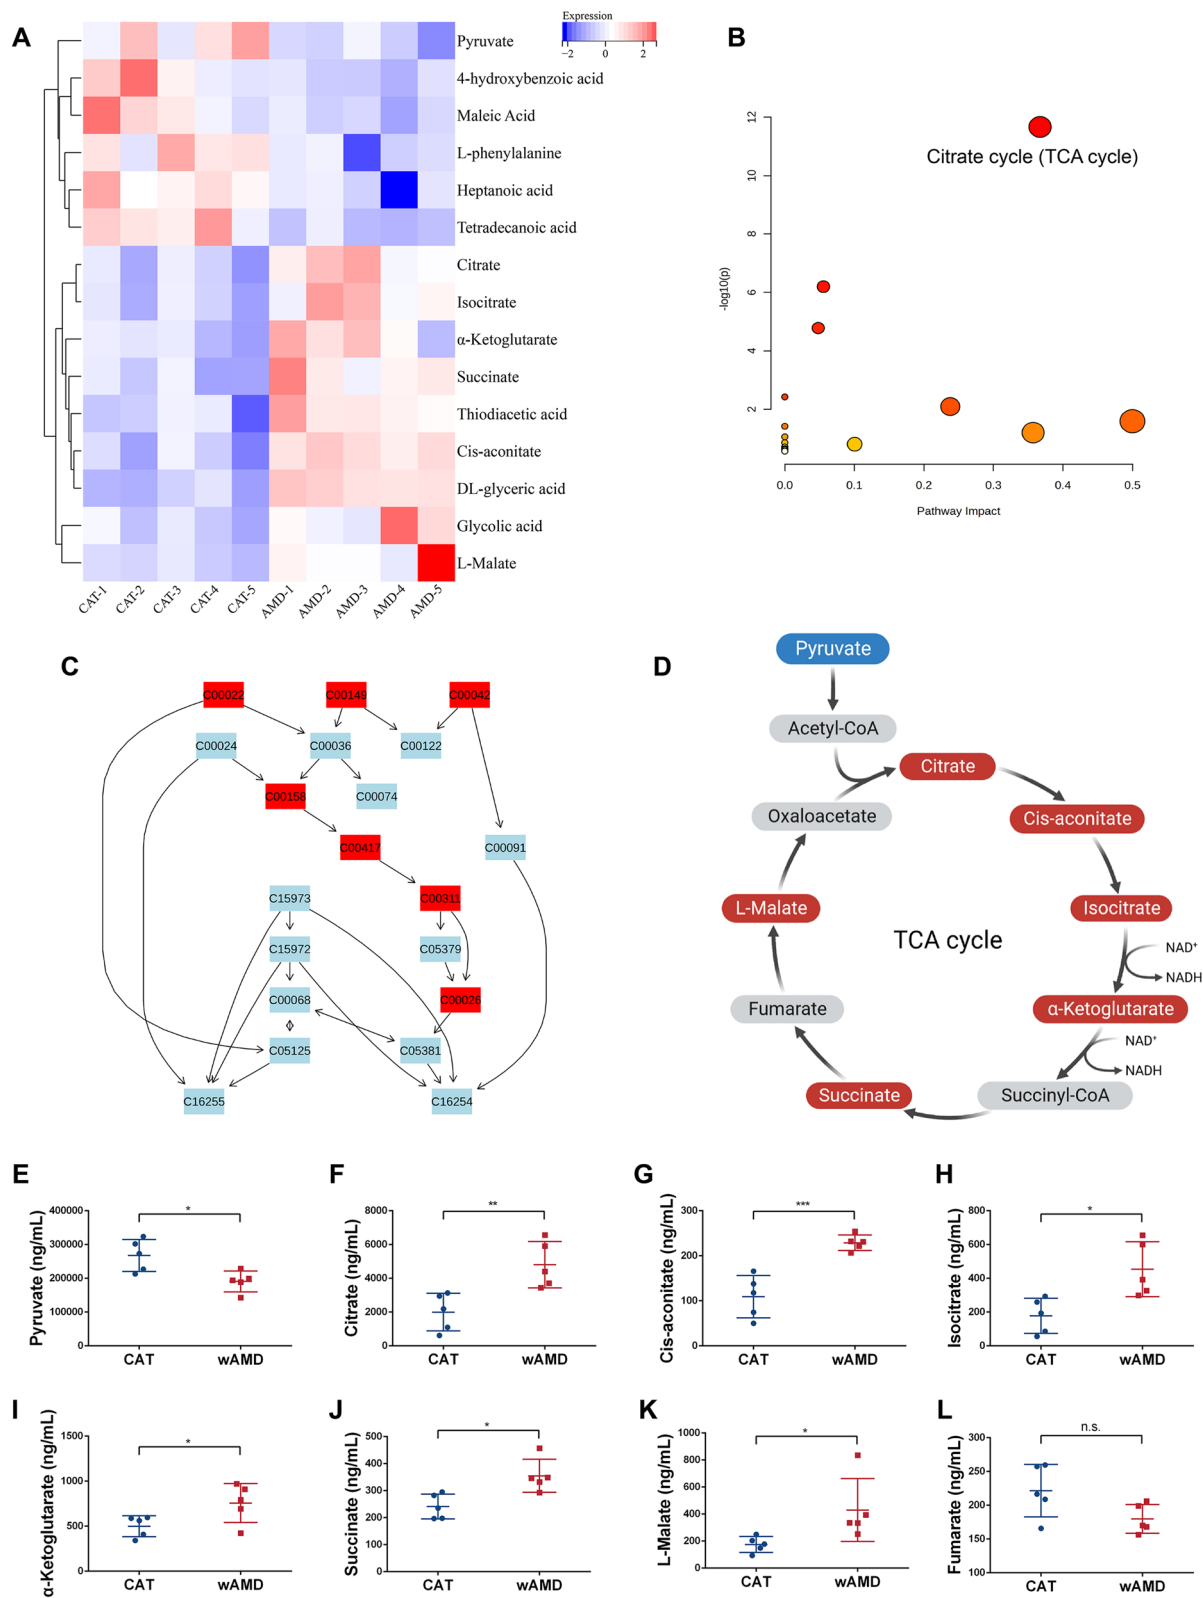 A
Expression
−2 0 2
Pyruvate
4-hydroxybenzoic acid
Maleic Acid
L-phenylalanine
Heptanoic acid
Tetradecanoic acid
Citrate
Isocitrate
α-Ketoglutarate
Succinate
Thiodiacetic acid
Cis-aconitate
DL-glyceric acid
Glycolic acid
L-Malate
CAT-1 CAT-2 CAT-3 CAT-4 CAT-5 AMD-1 AMD-2 AMD-3 AMD-4 AMD-5
B
12
10
8
6
4
2
-log10(p)
Citrate cycle (TCA cycle)
0.0 0.1 0.2 0.3 0.4 0.5
Pathway Impact
C
C00022 C00149 C00042
C00024 C00036 C00122
C00158 C00074
C00417 C00091
C15973 C00311
C15972 C05379
C00068 C00026
C05125 C05381
C16255 C16254
D
Pyruvate
Acetyl-CoA
Citrate
Oxaloacetate
Cis-aconitate
L-Malate
Isocitrate
TCA cycle
NAD⁺
NADH
Fumarate
α-Ketoglutarate
NAD⁺
NADH
Succinate
Succinyl-CoA
E
Pyruvate (ng/mL)
400000
300000
200000
100000
0
*
CAT wAMD
F
Citrate (ng/mL)
8000
6000
4000
2000
0
**
CAT wAMD
G
Cis-aconitate (ng/mL)
300
200
100
0
***
CAT wAMD
H
Isocitrate (ng/mL)
800
600
400
200
0
*
CAT wAMD
I
α-Ketoglutarate (ng/mL)
1500
1000
500
0
*
CAT wAMD
J
Succinate (ng/mL)
500
400
300
200
100
0
*
CAT wAMD
K
L-Malate (ng/mL)
1000
800
600
400
200
0
*
CAT wAMD
L
Fumarate (ng/mL)
300
250
200
150
100
n.s.
CAT wAMD